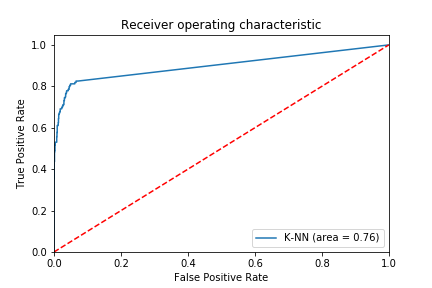 Receiver operating characteristic
True Positive Rate
1.0
0.8
0.6
0.4
0.2
0.0
K-NN (area = 0.76)
0.0 0.2 0.4 0.6 0.8 1.0
False Positive Rate